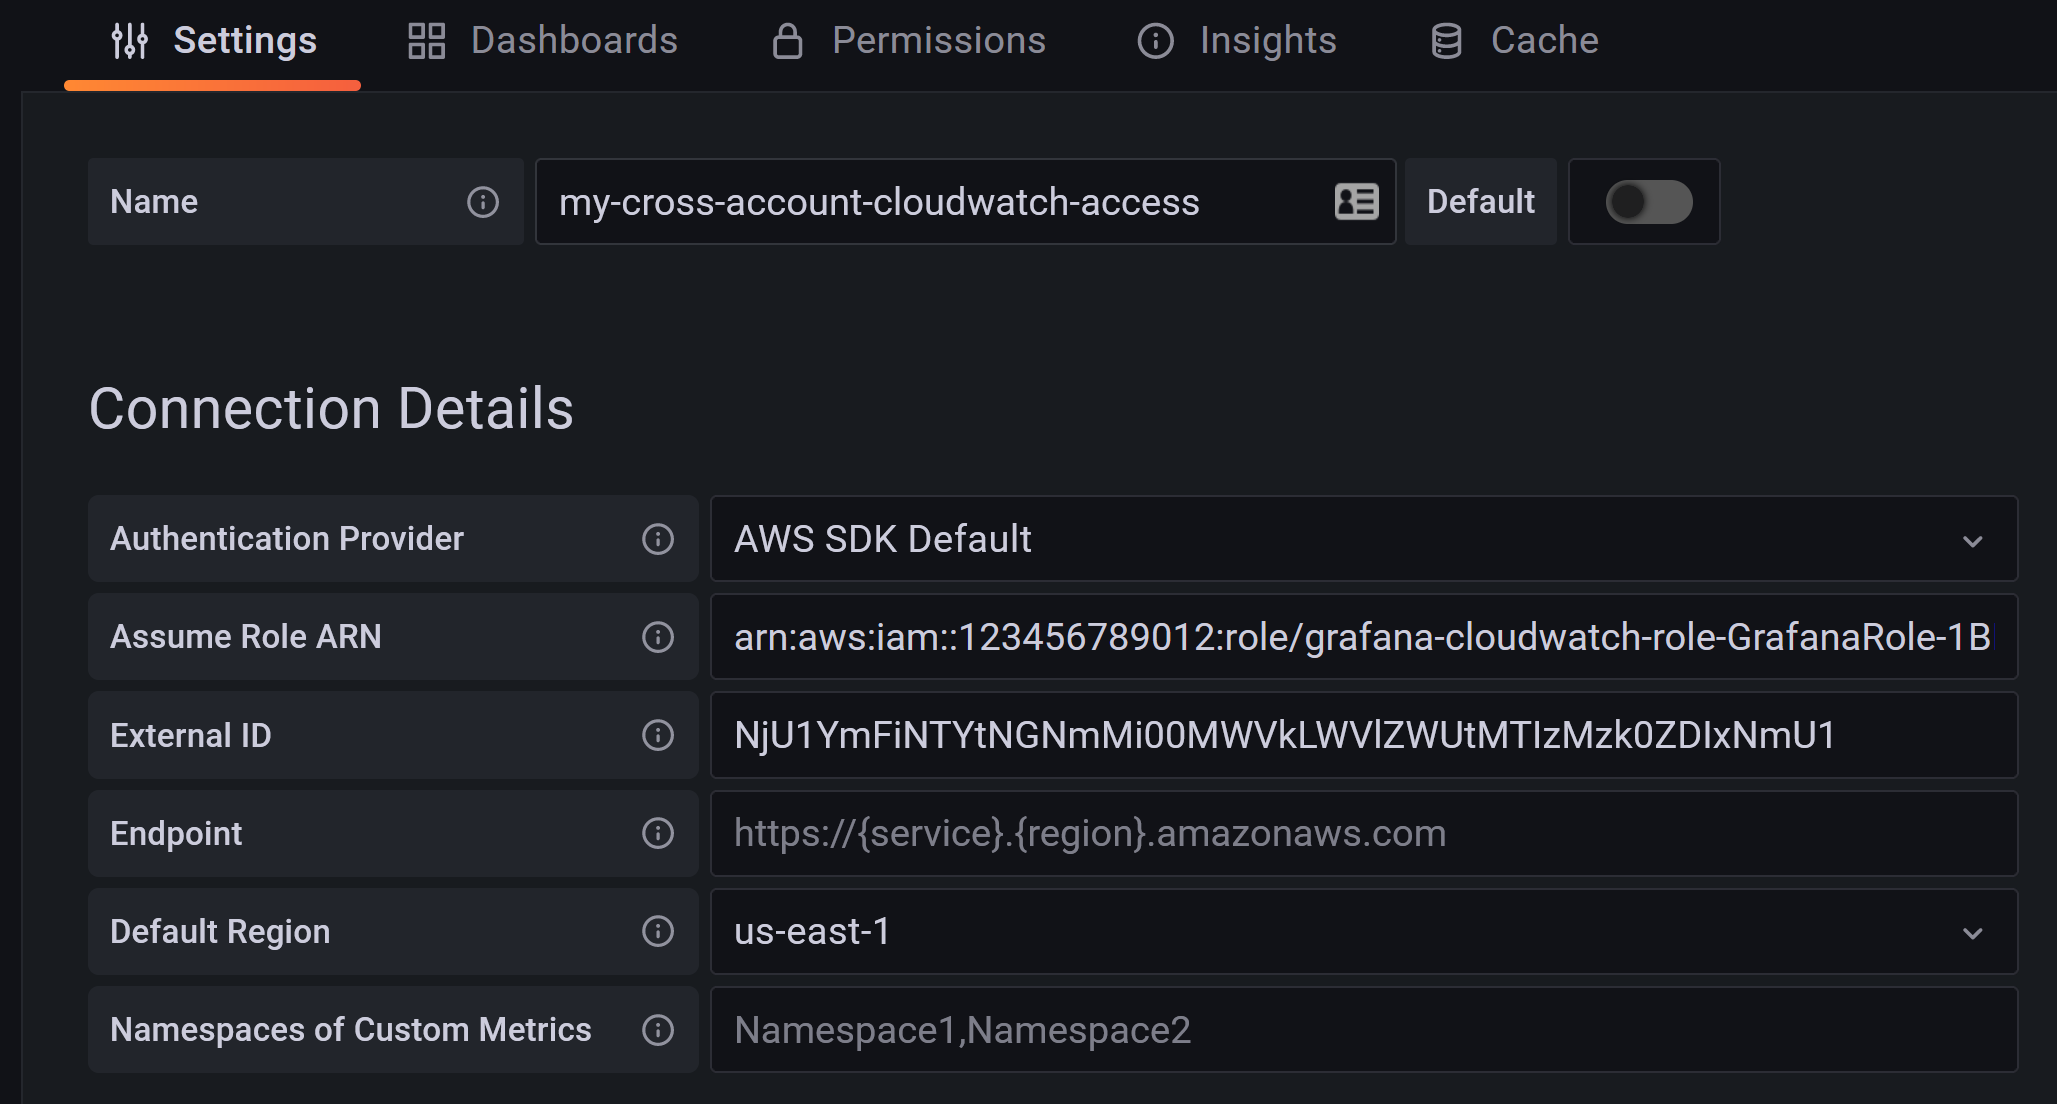 Settings Dashboards Permissions Insights Cache
Name my-cross-account-cloudwatch-access Default
Connection Details
Authentication Provider AWS SDK Default
Assume Role ARN arn:aws:iam::123456789012:role/grafana-cloudwatch-role-GrafanaRole-1B
External ID NjU1YmFiNTYtNGNmMi00MWVkLWVlZWUtMTIzMzk0ZDIxNmU1
Endpoint https://{service}.{region}.amazonaws.com
Default Region us-east-1
Namespaces of Custom Metrics Namespace1,Namespace2